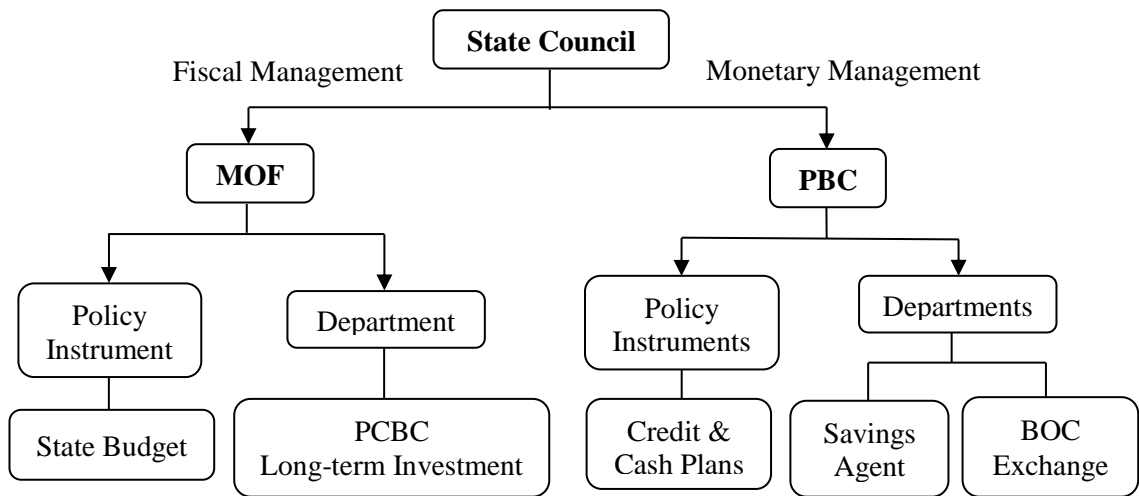 State Council
Fiscal Management
Monetary Management
MOF
PBC
Policy
Instrument
Department
Policy
Instruments
Departments
State Budget
PCBC
Long-term Investment
Credit &
Cash Plans
Savings
Agent
BOC
Exchange